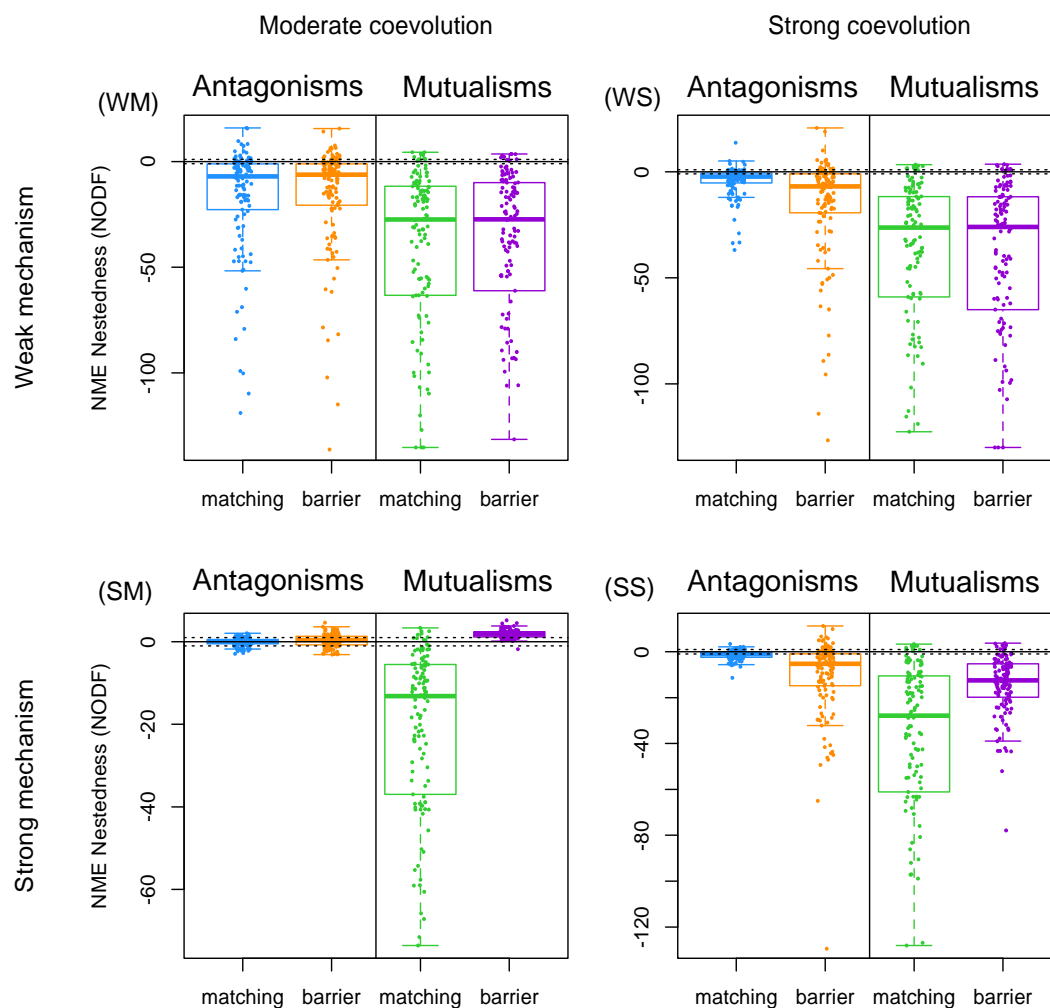 Moderate coevolution
Strong coevolution
Weak mechanism
Strong mechanism
(WM)
Antagonisms
Mutualisms
NME Nestedness (NODF)
0
-50
-100
matching
barrier
matching
barrier
(WS)
Antagonisms
Mutualisms
0
-50
-100
matching
barrier
matching
barrier
(SM)
Antagonisms
Mutualisms
NME Nestedness (NODF)
0
-20
-40
-60
matching
barrier
matching
barrier
(SS)
Antagonisms
Mutualisms
0
-40
-80
-120
matching
barrier
matching
barrier